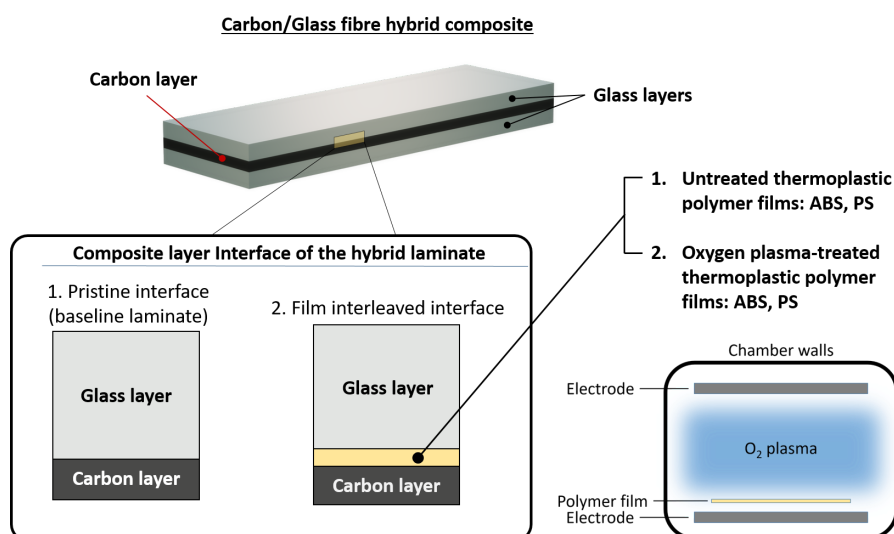 Carbon/Glass fibre hybrid composite
Carbon layer
Glass layers
1. Untreated thermoplastic
polymer films: ABS, PS
2. Oxygen plasma-treated
thermoplastic polymer
films: ABS, PS
Composite layer Interface of the hybrid laminate
1. Pristine interface
(baseline laminate)
Glass layer
Carbon layer
2. Film interleaved interface
Glass layer
Carbon layer
Chamber walls
Electrode
O₂ plasma
Polymer film
Electrode